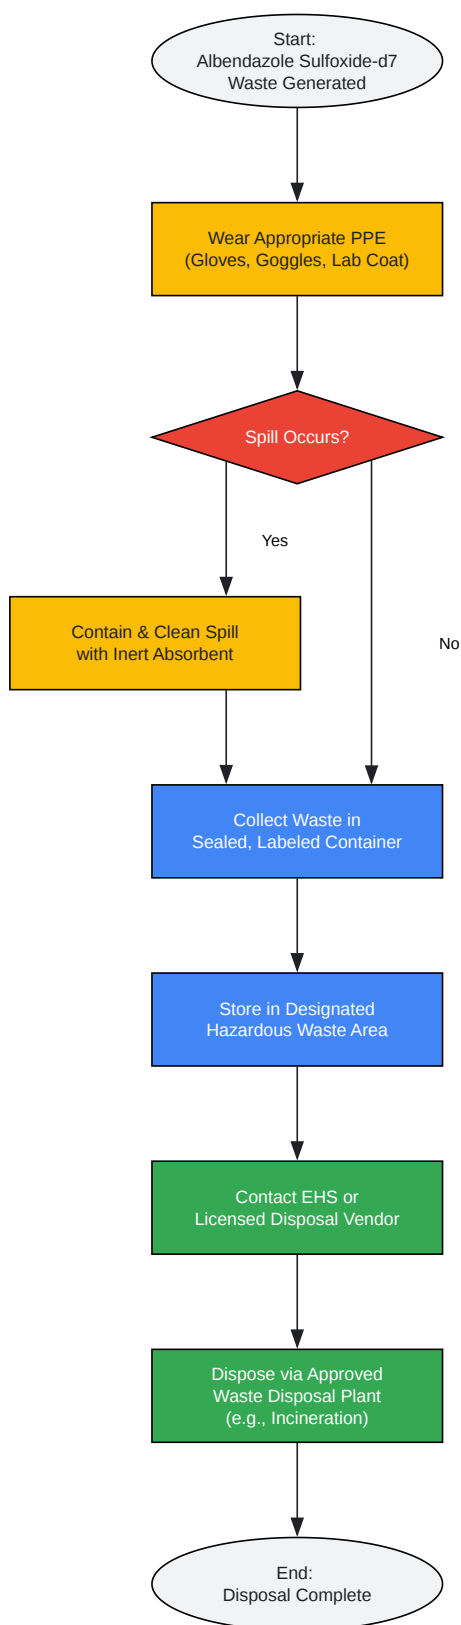 Start:
Albendazole Sulfoxide-d7
Waste Generated
Wear Appropriate PPE
(Gloves, Goggles, Lab Coat)
Spill Occurs?
Yes
Contain & Clean Spill
with Inert Absorbent
No
Collect Waste in
Sealed, Labeled Container
Store in Designated
Hazardous Waste Area
Contact EHS or
Licensed Disposal Vendor
Dispose via Approved
Waste Disposal Plant
(e.g., Incineration)
End:
Disposal Complete